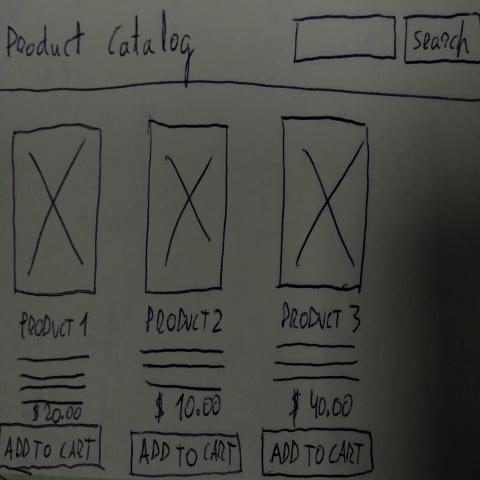 Product Catalog
Search
PRODUCT 1
PRODUCT 2
PRODUCT 3
$20.00
$ 10.00
$ 40.00
ADD TO CART
ADD TO CART
ADD TO CART